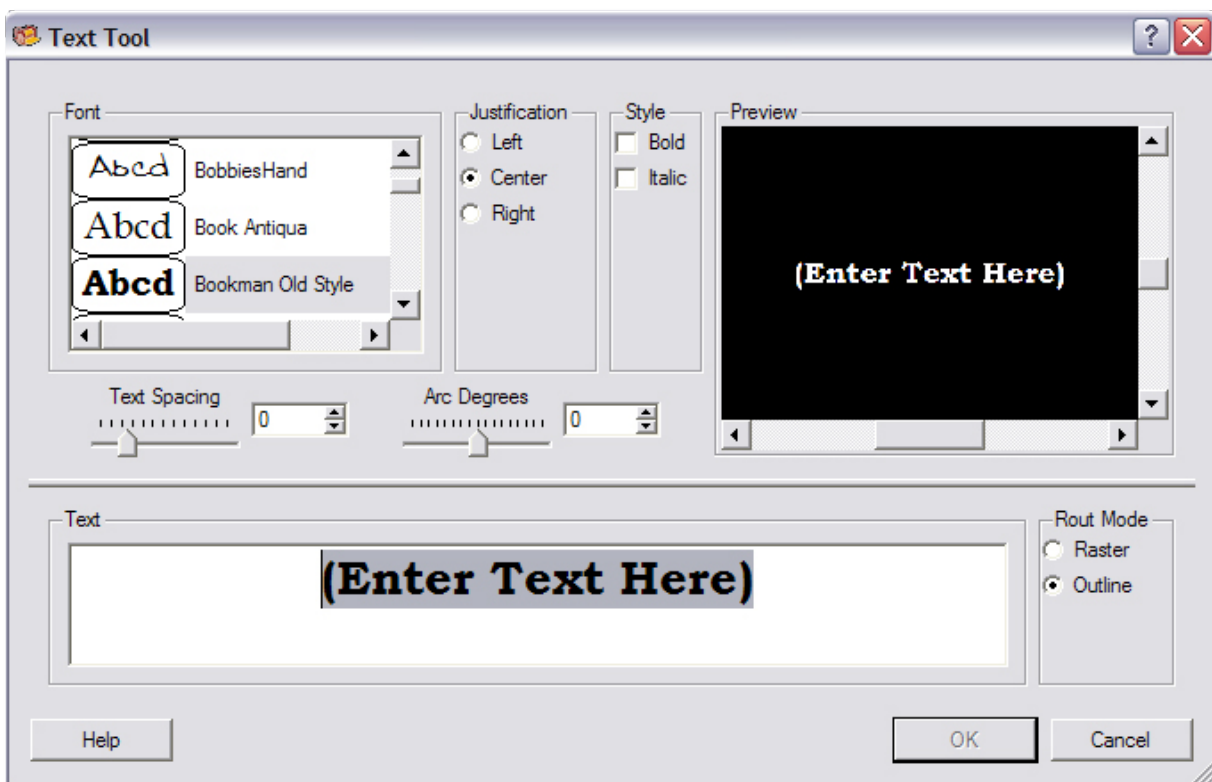 Text Tool
Font
Abcd BobbiesHand
Abcd Book Antiqua
Abcd Bookman Old Style
Justification
Left
Center
Right
Style
Bold
Italic
Preview
(Enter Text Here)
Text Spacing
0
Arc Degrees
0
Text
(Enter Text Here)
Rout Mode
Raster
Outline
Help
OK
Cancel